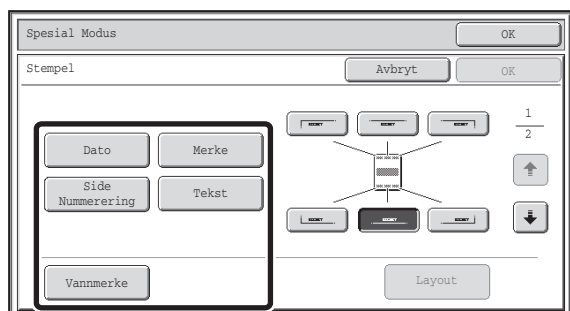 Spesial Modus
OK
Stempel
Avbryt
OK
Dato
Merke
Side
Nummerering
Tekst
Vannmerke
1
2
Layout